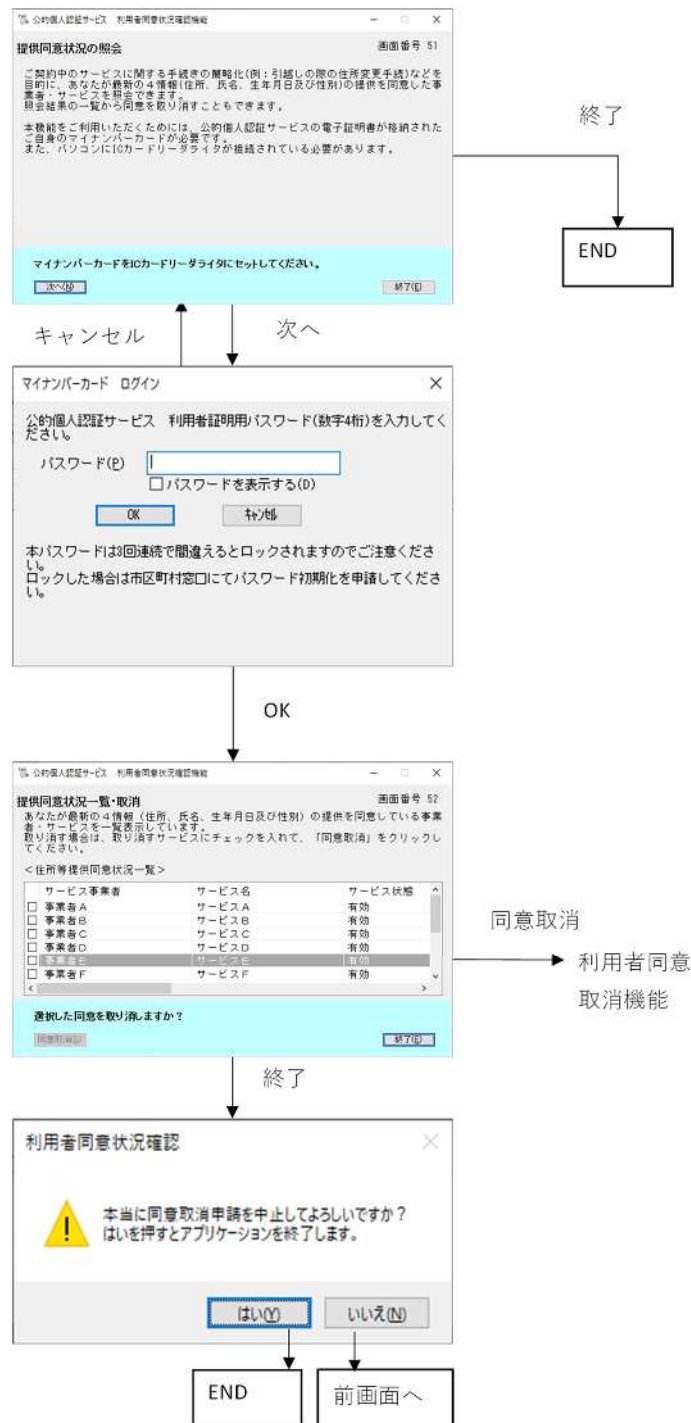 公的個人認証サービス 利用者同意状況確認機能
提供同意状況の照会
画面番号 51
ご契約中のサービスに関する手続きの簡略化(例:引越しの際の住所変更手続)などを
目的に、あなたが最新の4情報(住所、氏名、生年月日及び性別)の提供を同意した事
業者・サービスを照会できます。
照会結果の一覧から同意を取り消すこともできます。
本機能をご利用いただくためには、公的個人認証サービスの電子証明書が格納された
ご自身のマイナンバーカードが必要です。
また、パソコンにICカードリーダライタが接続されている必要があります。
マイナンバーカードをICカードリーダライタにセットしてください。
次へ(N)
終了(E)
終了
END
キャンセル
次へ
マイナンバーカード ログイン
公的個人認証サービス 利用者証明用パスワード(数字4桁)を入力してく
ださい。
パスワード(P)
パスワードを表示する(D)
OK
キャンセル
本パスワードは3回連続で間違えるとロックされますのでご注意くださ
い。
ロックした場合は市区町村窓口にてパスワード初期化を申請してくださ
い。
OK
公的個人認証サービス 利用者同意状況確認機能
提供同意状況一覧・取消
画面番号 52
あなたが最新の4情報(住所、氏名、生年月日及び性別)の提供を同意している事業
者・サービスを一覧表示しています。
取り消す場合は、取り消すサービスにチェックを入れて、「同意取消」をクリックし
てください。
<住所等提供同意状況一覧>
サービス事業者 サービス名 サービス状態
事業者A サービスA 有効
事業者B サービスB 有効
事業者C サービスC 有効
事業者D サービスD 有効
事業者E サービスE 有効
事業者F サービスF 有効
選択した同意を取り消しますか?
同意取消(D)
終了(E)
同意取消
利用者同意
取消機能
終了
利用者同意状況確認
本当に同意取消申請を中止してよろしいですか?
はいを押すとアプリケーションを終了します。
はい(Y)
いいえ(N)
END
前画面へ